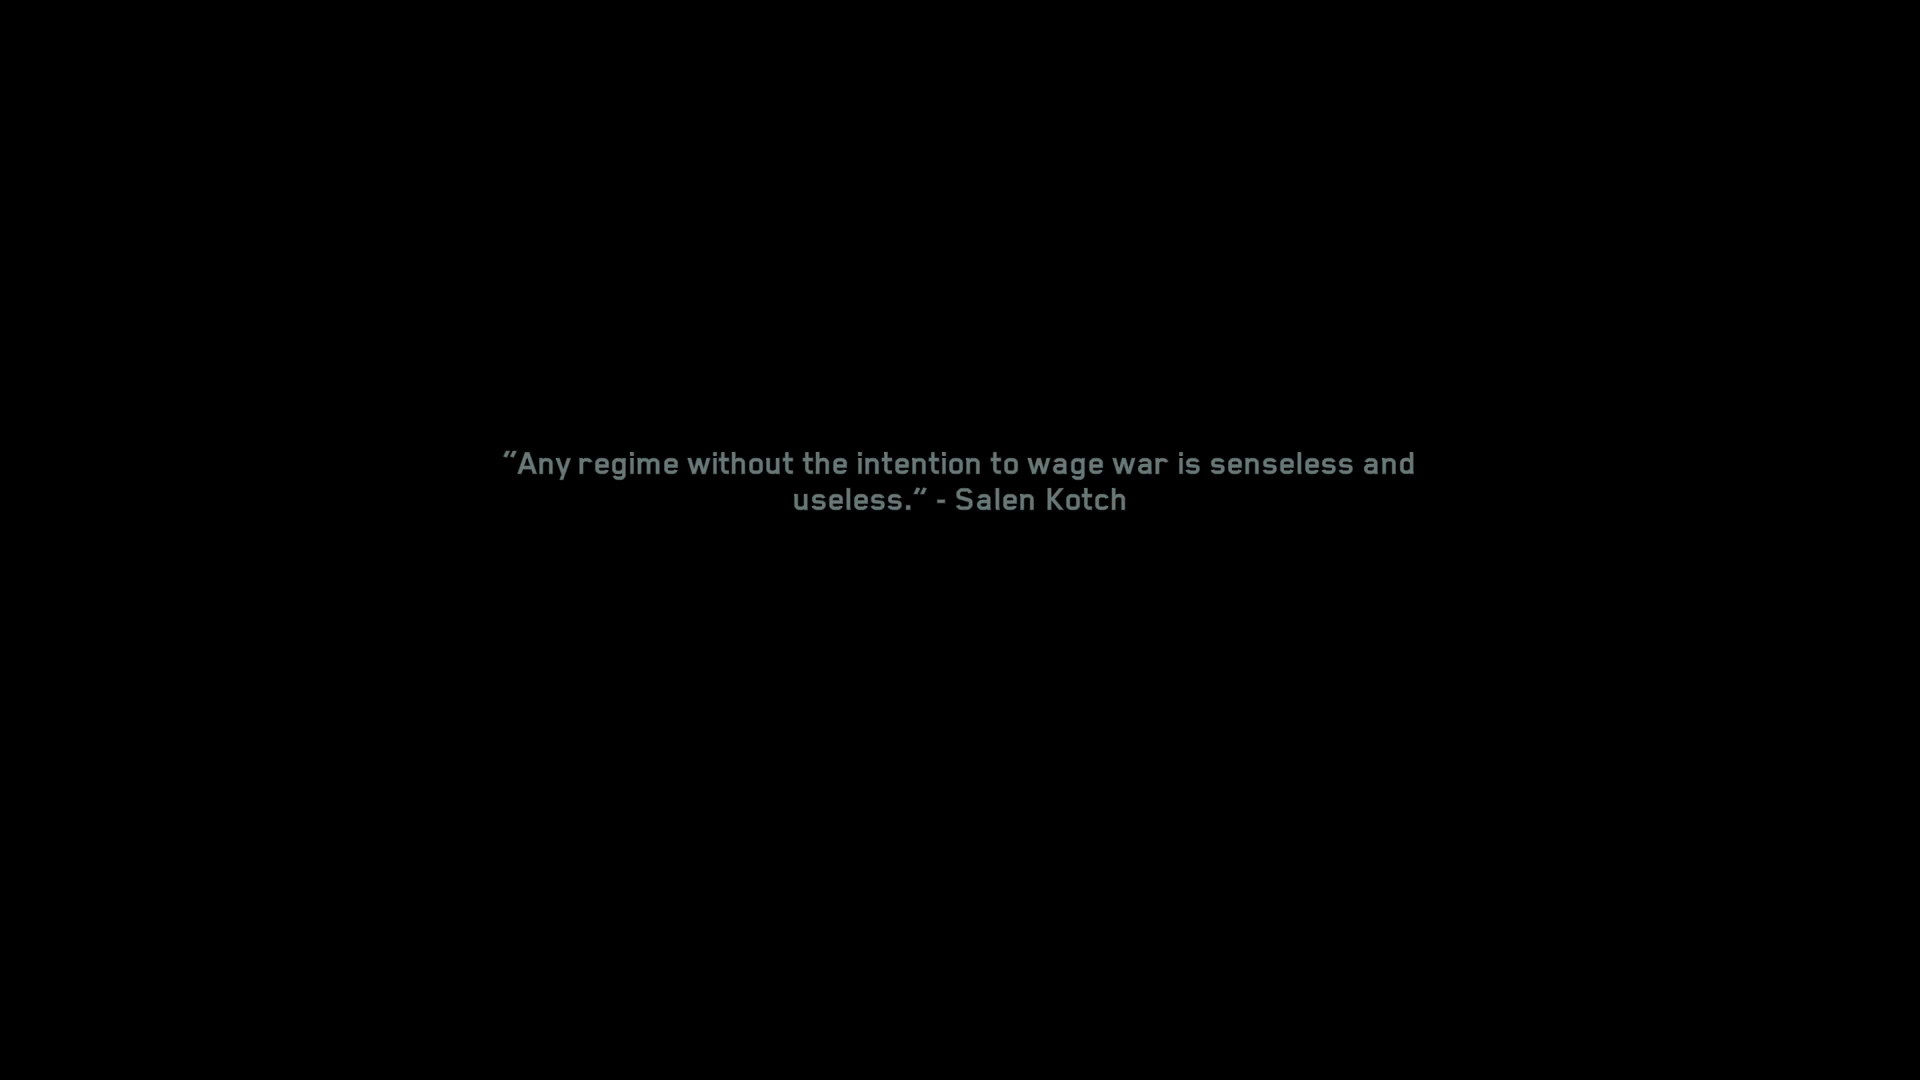 "Any regime without the intention to wage war is senseless and
useless." - Salen Kotch